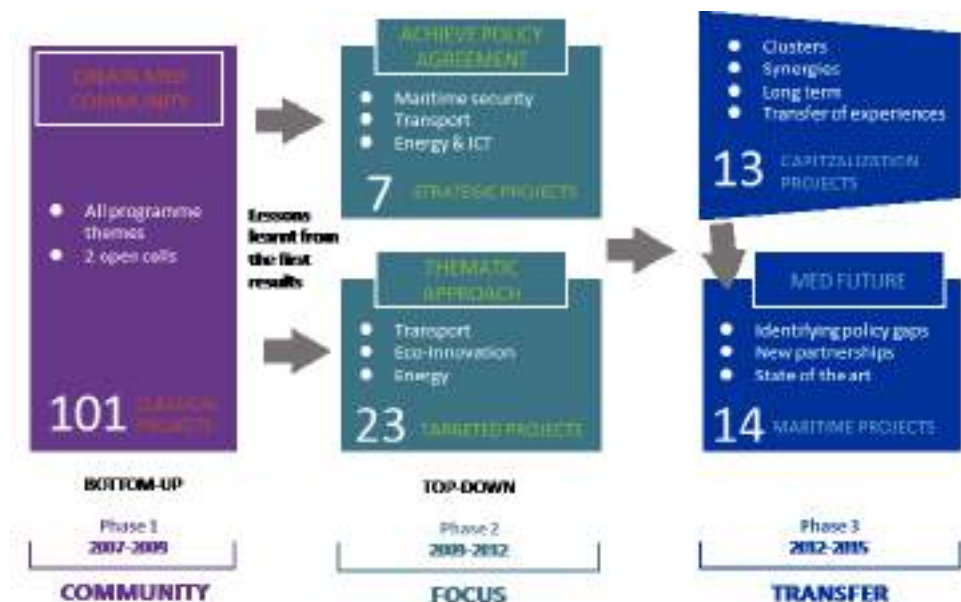 CREATE MED
COMMUNITY
All programme
themes
2 open calls
101 CLASSICAL
PROJECTS
BOTTOM-UP
Phase 1
2007-2009
COMMUNITY
Lessons
learnt from
the first
results
ACHIEVE POLICY
AGREEMENT
Maritime security
Transport
Energy & ICT
7 STRATEGIC PROJECTS
THEMATIC
APPROACH
Transport
Eco-Innovation
Energy
23 TARGETED PROJECTS
TOP-DOWN
Phase 2
2009-2012
FOCUS
Clusters
Synergies
Long term
Transfer of experiences
13 CAPITZALIZATION
PROJECTS
MED FUTURE
Identifying policy gaps
New partnerships
State of the art
14 MARITIME PROJECTS
Phase 3
2012-2015
TRANSFER